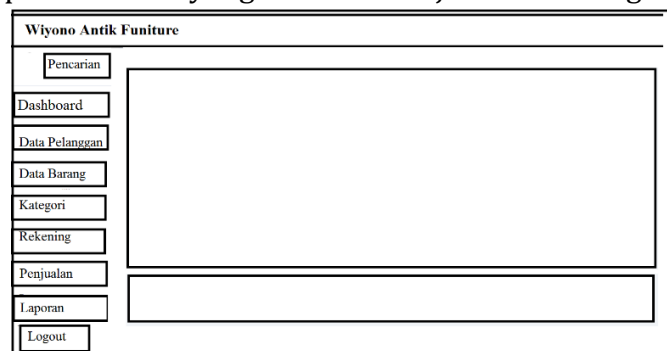 Wiyono Antik Funiture
Pencarian
Dashboard
Data Pelanggan
Data Barang
Kategori
Rekening
Penjualan
Laporan
Logout